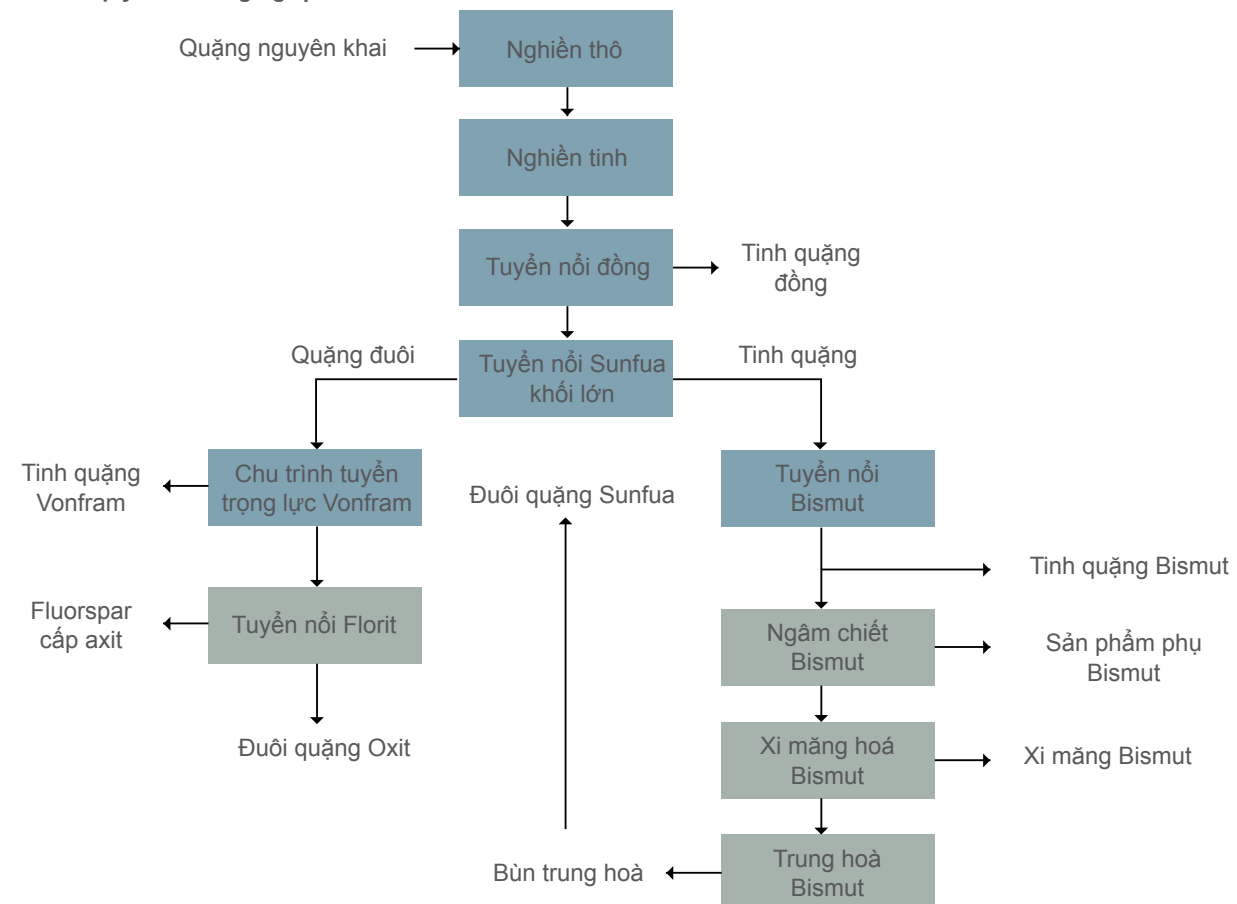 Quặng nguyên khai
Nghiền thô
Nghiền tinh
Tuyển nổi đồng
Tinh quặng
đồng
Quặng đuôi
Tuyển nổi Sunfua
khối lớn
Tinh quặng
Tinh quặng
Vonfram
Chu trình tuyển
trọng lực Vonfram
Đuôi quặng Sunfua
Tuyển nổi
Bismut
Tinh quặng Bismut
Fluorspar
cấp axit
Tuyển nổi Florit
Ngâm chiết
Bismut
Sản phẩm phụ
Bismut
Đuôi quặng Oxit
Xi măng hoá
Bismut
Xi măng Bismut
Bùn trung hoà
Trung hoà
Bismut